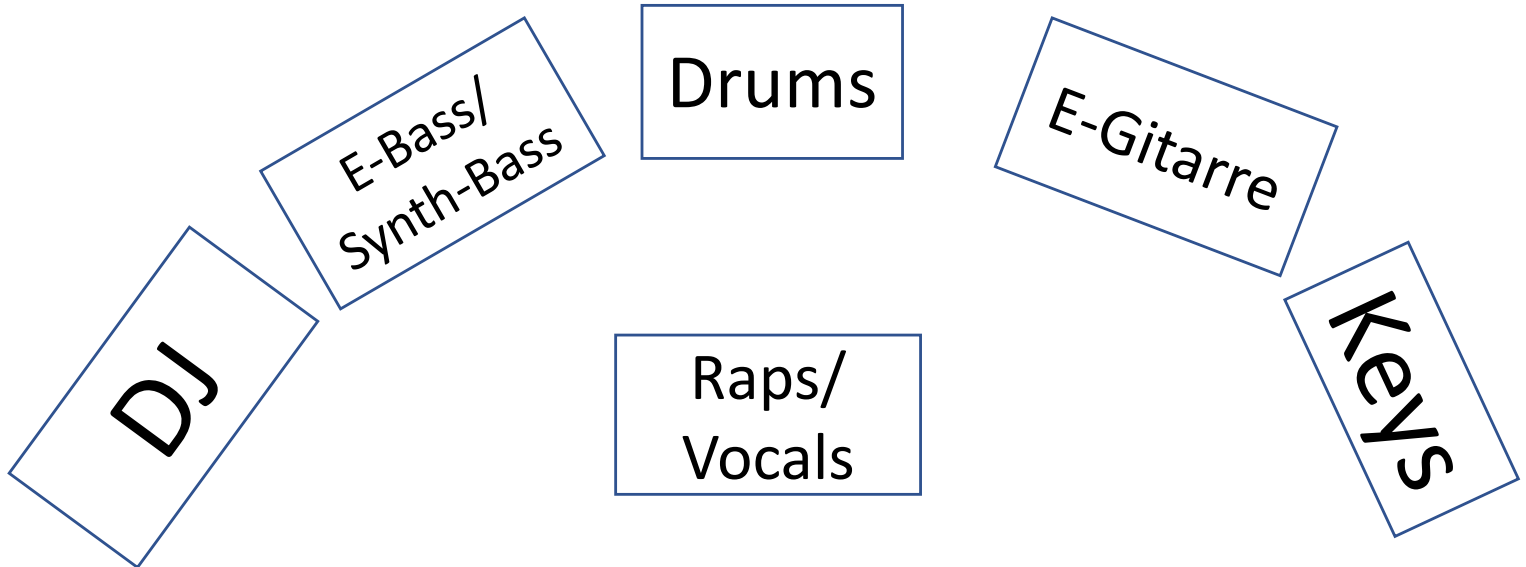 DJ
E-Bass/
Synth-Bass
Drums
E-Gitarre
Keys
Raps/
Vocals